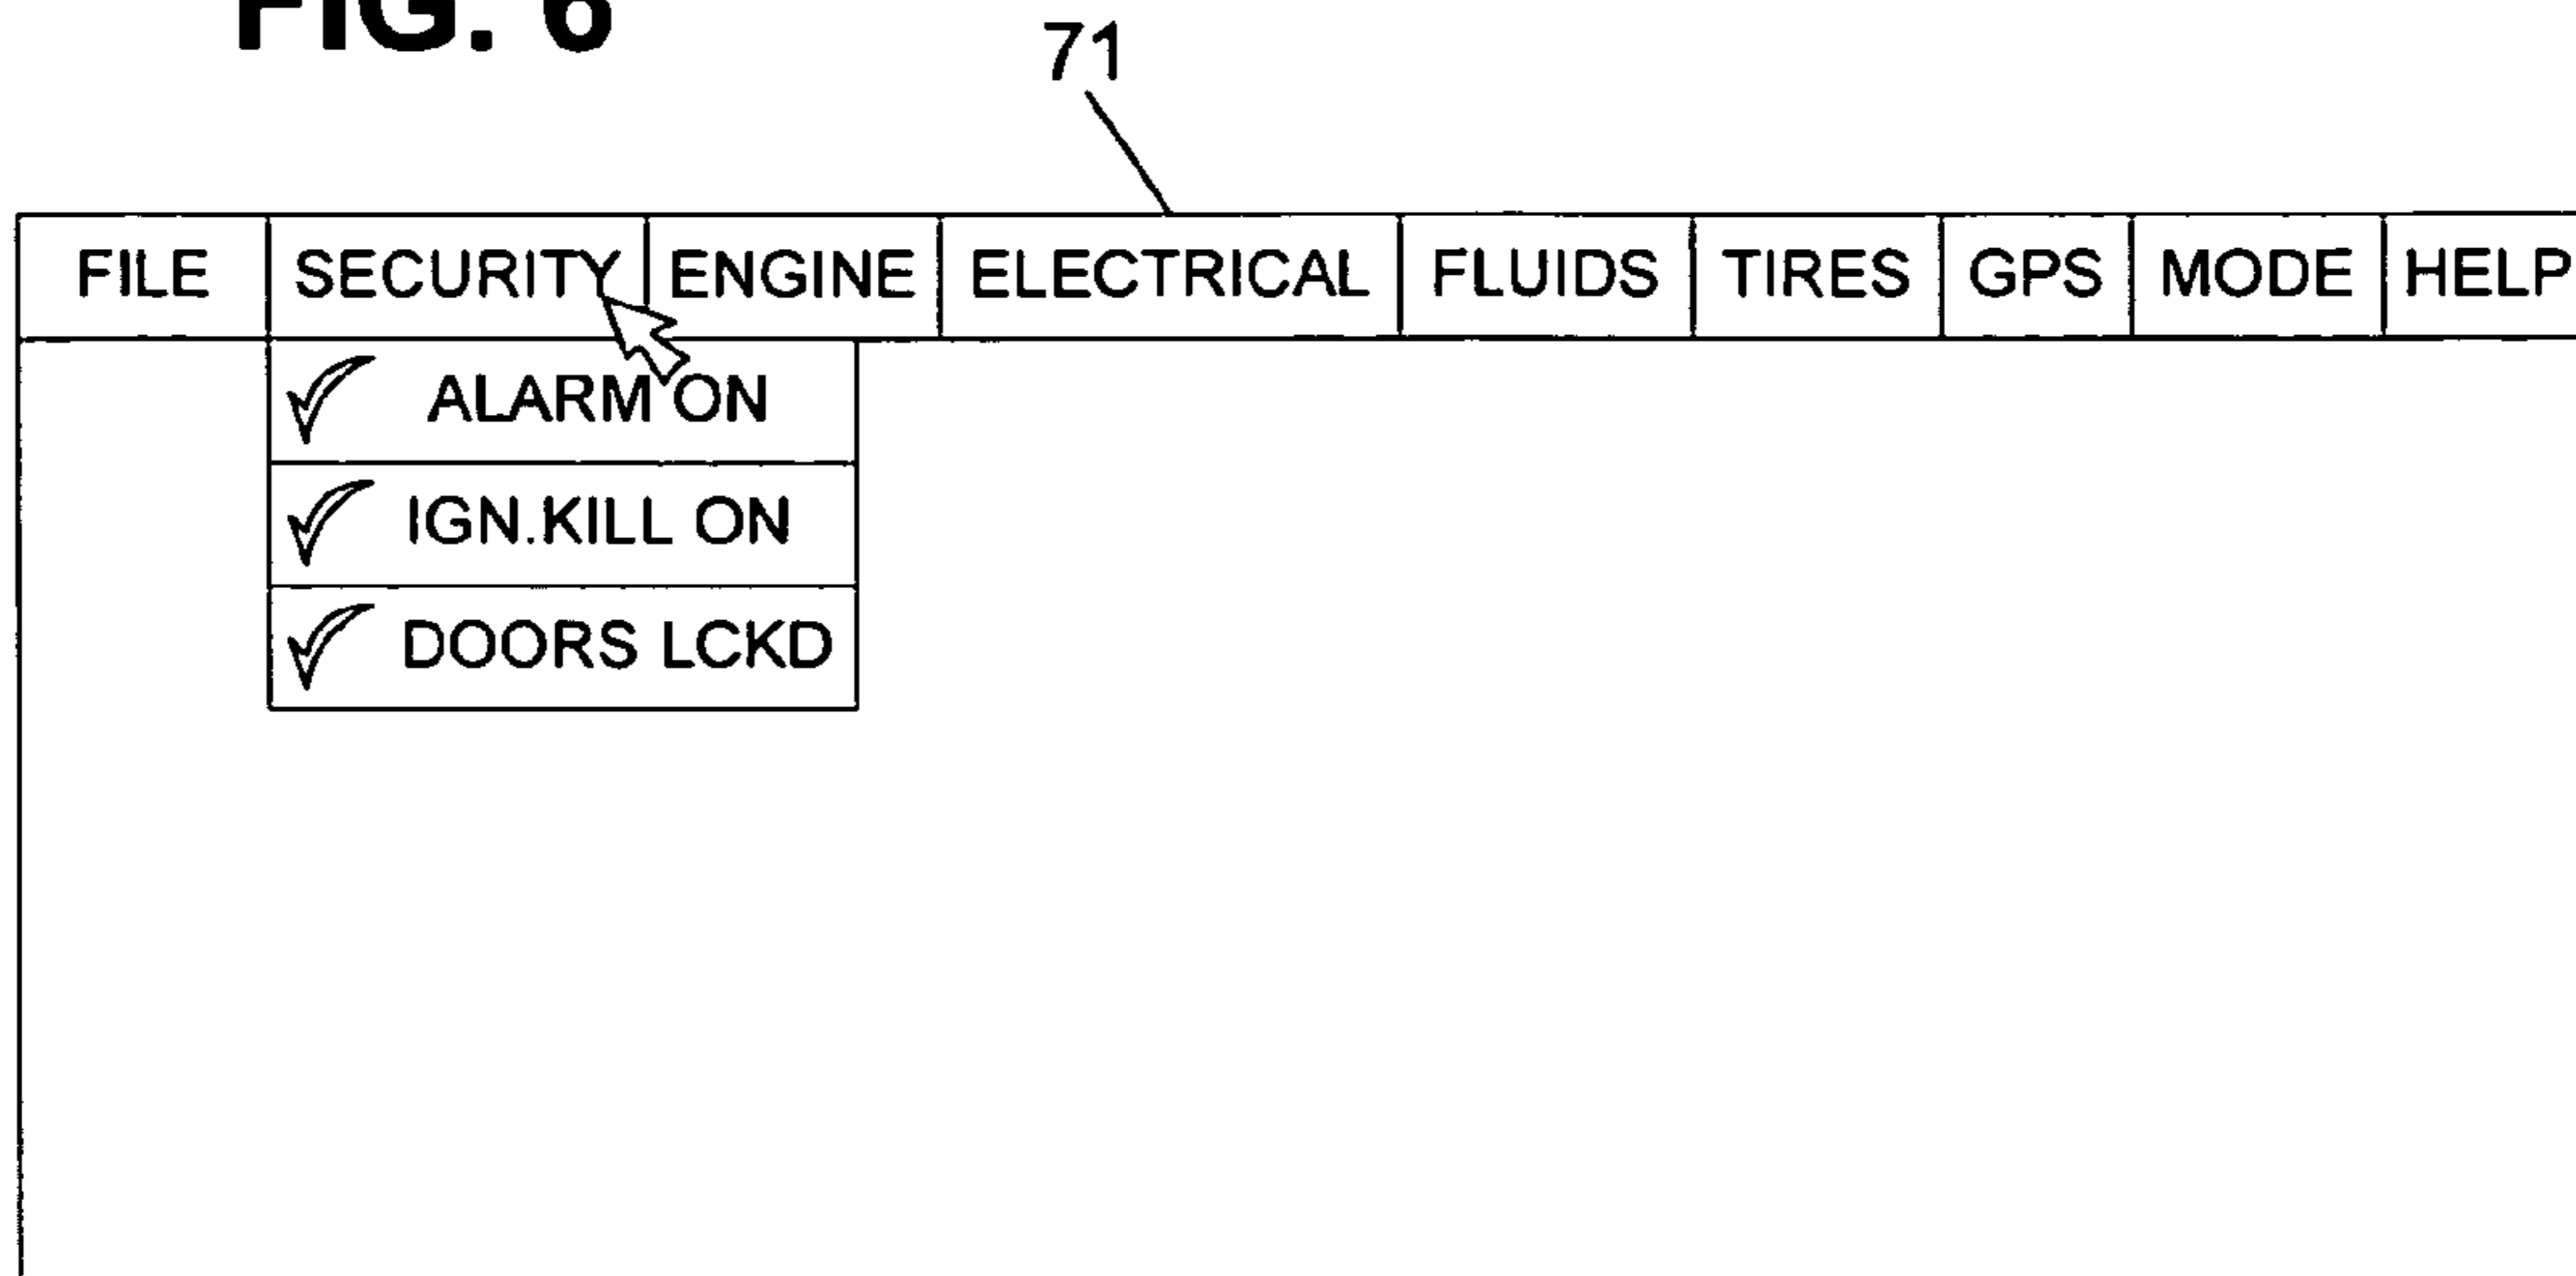 FIG. 6
71
FILE SECURITY ENGINE ELECTRICAL FLUIDS TIRES GPS MODE HELP
ALARM ON
IGN.KILL ON
DOORS LCKD